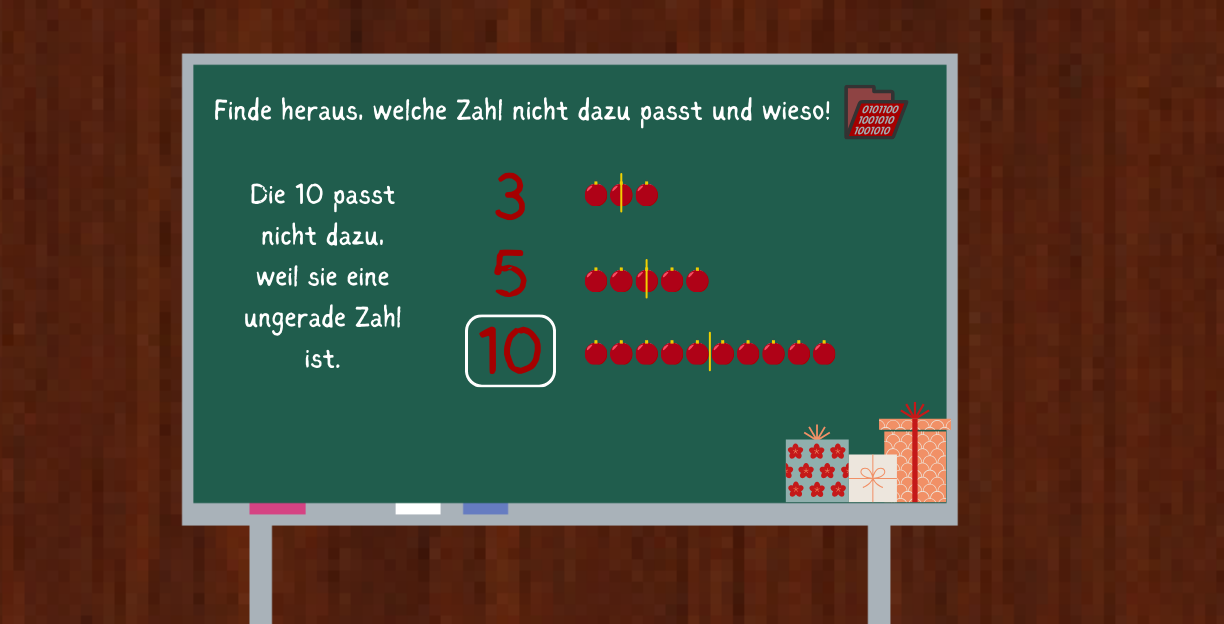 Finde heraus, welche Zahl nicht dazu passt und wieso!
0101100
1001010
1001010
Die 10 passt
nicht dazu,
weil sie eine
ungerade Zahl
ist.
3
5
10